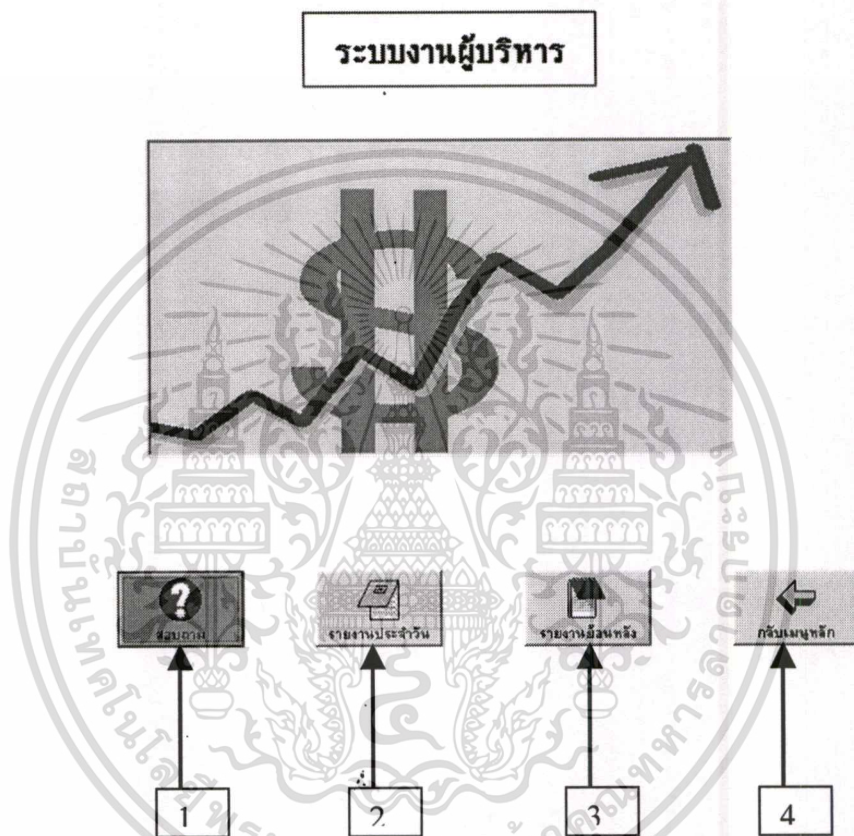 ระบบงานผู้บริหาร
สอบถาม
รายงานประจำวัน
รายงานย้อนหลัง
กลับเมนูหลัก
1
2
3
4